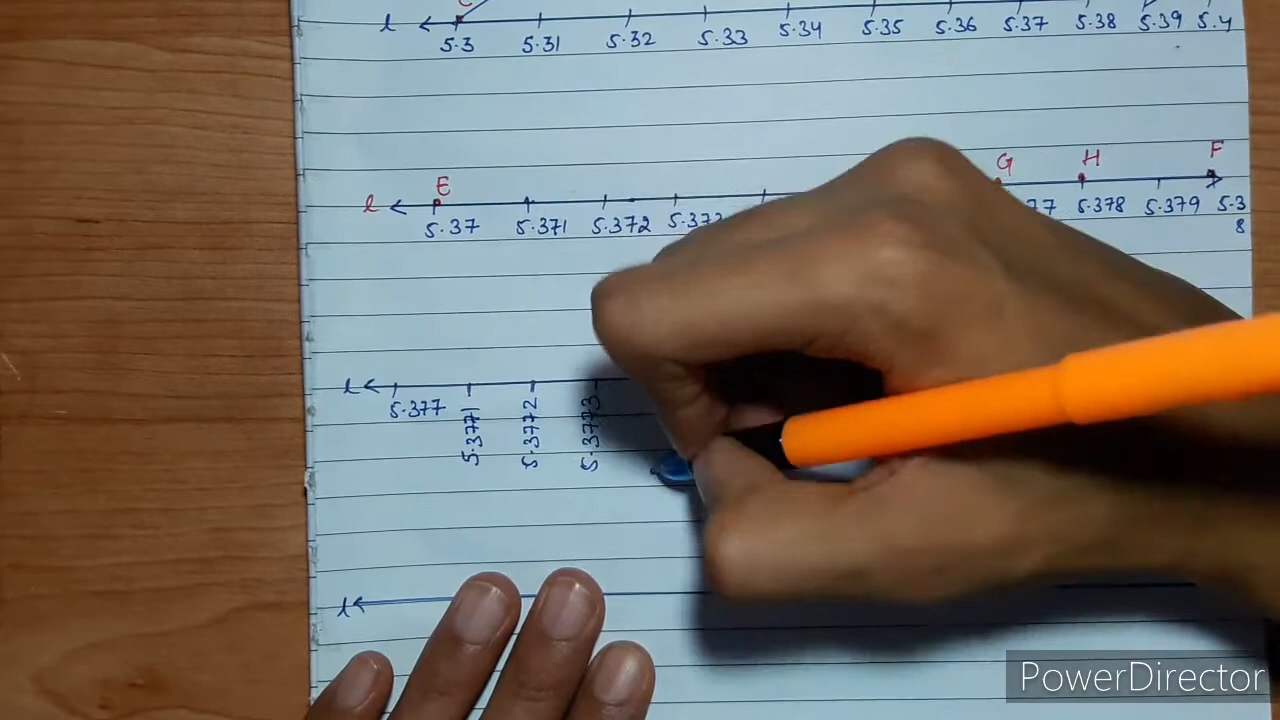 l 5.3 5.31 5.32 5.33 5.34 5.35 5.36 5.37 5.38 5.39 5.4
E G H F
l 5.37 5.371 5.372 5.378 5.379 5.38
l 5.377 5.3771 5.3772 5.3773
l
PowerDirector